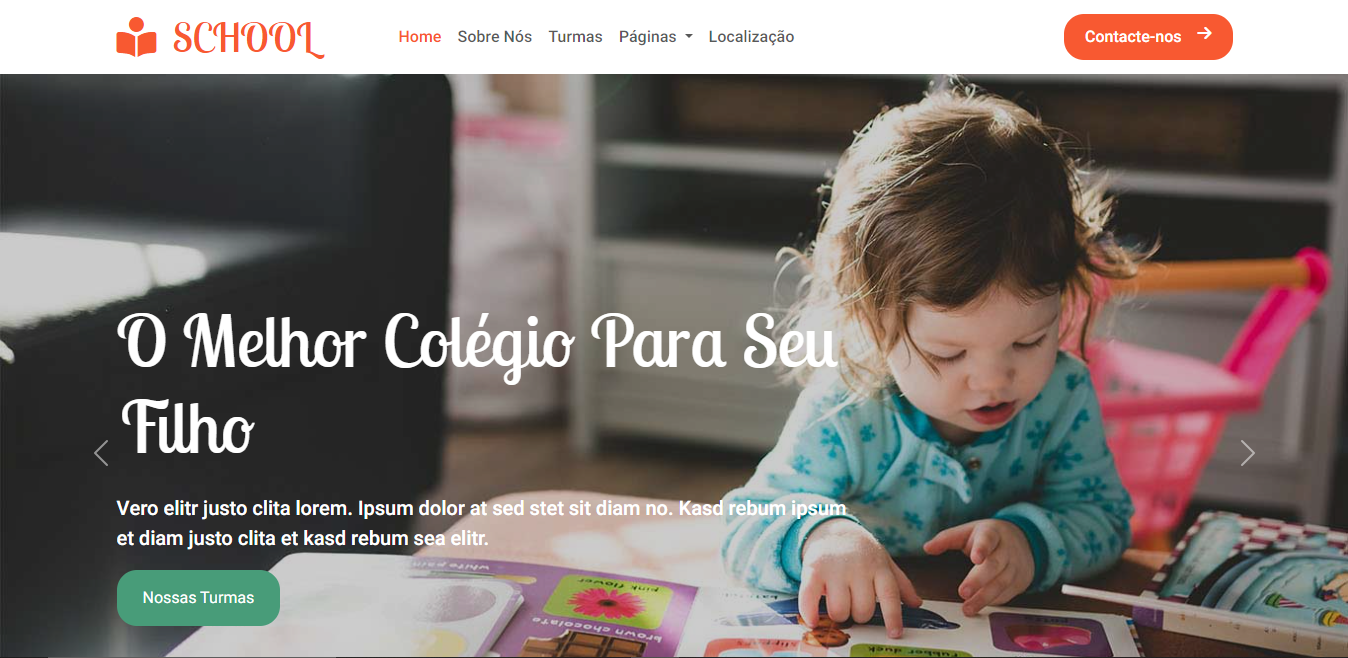 SCHOOL
Home Sobre Nós Turmas Páginas Localização
Contacte-nos
O Melhor Colégio Para Seu
Filho
Vero elitr justo clita lorem. Ipsum dolor at sed stet sit diam no. Kasd rebum ipsum
et diam justo clita et kasd rebum sea elitr.
Nossas Turmas
white paint
pink flower
brown chocolate
rubber duck